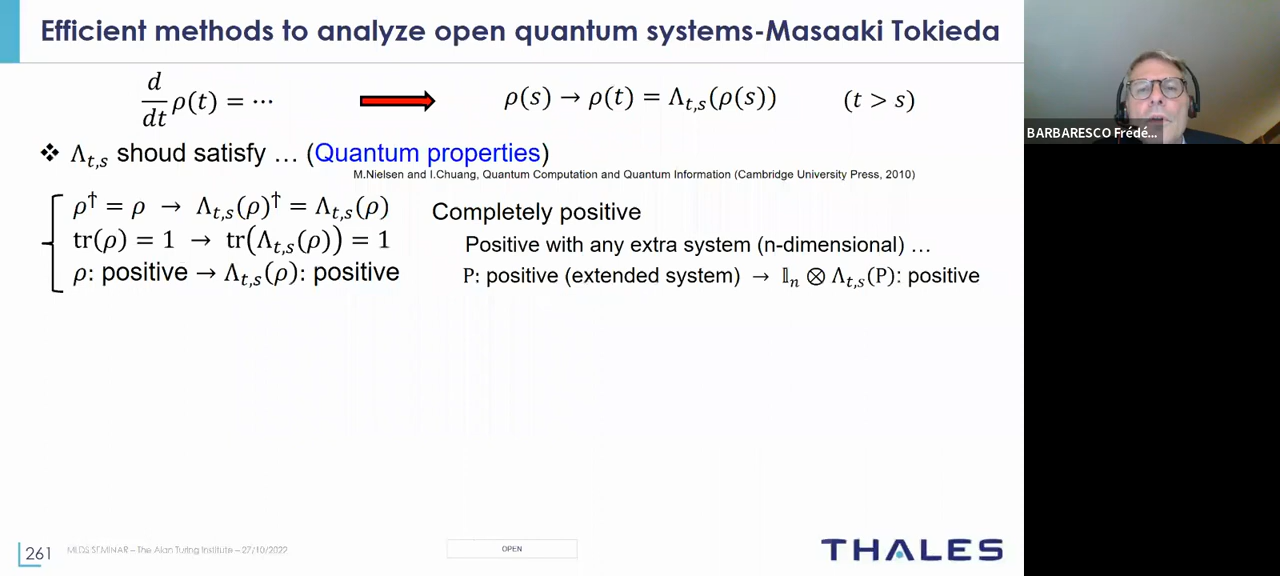 Efficient methods to analyze open quantum systems-Masaaki Tokieda
d/dt ρ(t) = ⋯
ρ(s) → ρ(t) = Λ_{t,s}(ρ(s)) (t > s)
❖ Λ_{t,s} shoud satisfy … (Quantum properties)
M.Nielsen and I.Chuang, Quantum Computation and Quantum Information (Cambridge University Press, 2010)
ρ† = ρ → Λ_{t,s}(ρ)† = Λ_{t,s}(ρ)
tr(ρ) = 1 → tr(Λ_{t,s}(ρ)) = 1
ρ: positive → Λ_{t,s}(ρ): positive
Completely positive
Positive with any extra system (n-dimensional) …
P: positive (extended system) → 𝕀_n ⊗ Λ_{t,s}(P): positive
BARBARESCO Frédé...
261
MLDS SEMINAR – The Alan Turing Institute – 27/10/2022
OPEN
THALES